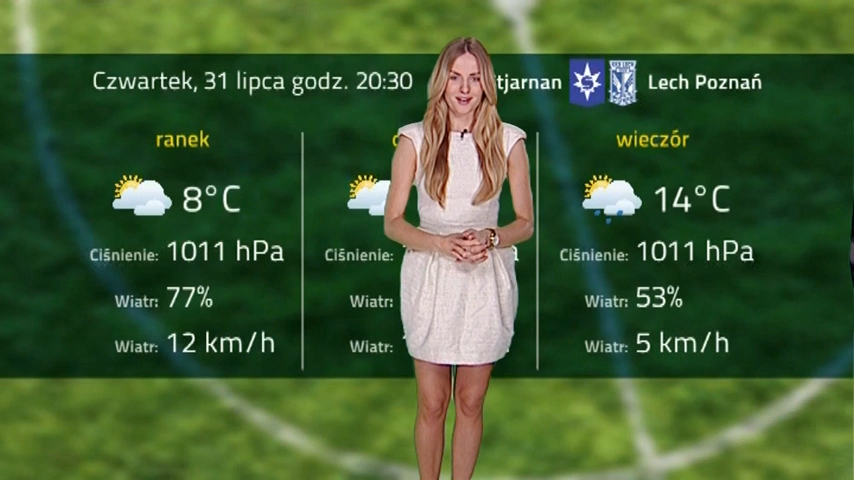 Czwartek, 31 lipca godz. 20:30
tjarnan Lech Poznań
ranek
8°C
Ciśnienie: 1011 hPa
Wiatr: 77%
Wiatr: 12 km/h
Ciśnienie:
Wiatr:
Wiatr:
wieczór
14°C
Ciśnienie: 1011 hPa
Wiatr: 53%
Wiatr: 5 km/h